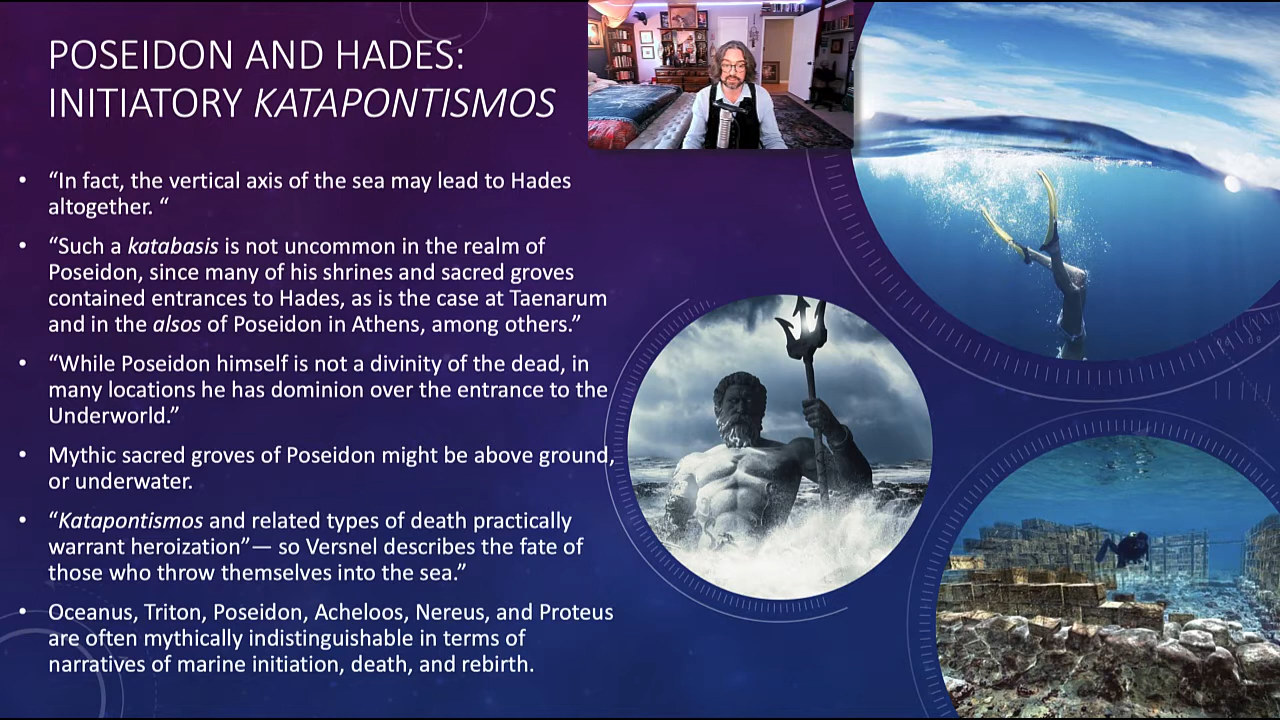 POSEIDON AND HADES:
INITIATORY KATAPONTISMOS
• “In fact, the vertical axis of the sea may lead to Hades
altogether. “
• “Such a katabasis is not uncommon in the realm of
Poseidon, since many of his shrines and sacred groves
contained entrances to Hades, as is the case at Taenarum
and in the alsos of Poseidon in Athens, among others.”
• “While Poseidon himself is not a divinity of the dead, in
many locations he has dominion over the entrance to the
Underworld.”
• Mythic sacred groves of Poseidon might be above ground,
or underwater.
• “Katapontismos and related types of death practically
warrant heroization”— so Versnel describes the fate of
those who throw themselves into the sea.”
• Oceanus, Triton, Poseidon, Acheloos, Nereus, and Proteus
are often mythically indistinguishable in terms of
narratives of marine initiation, death, and rebirth.